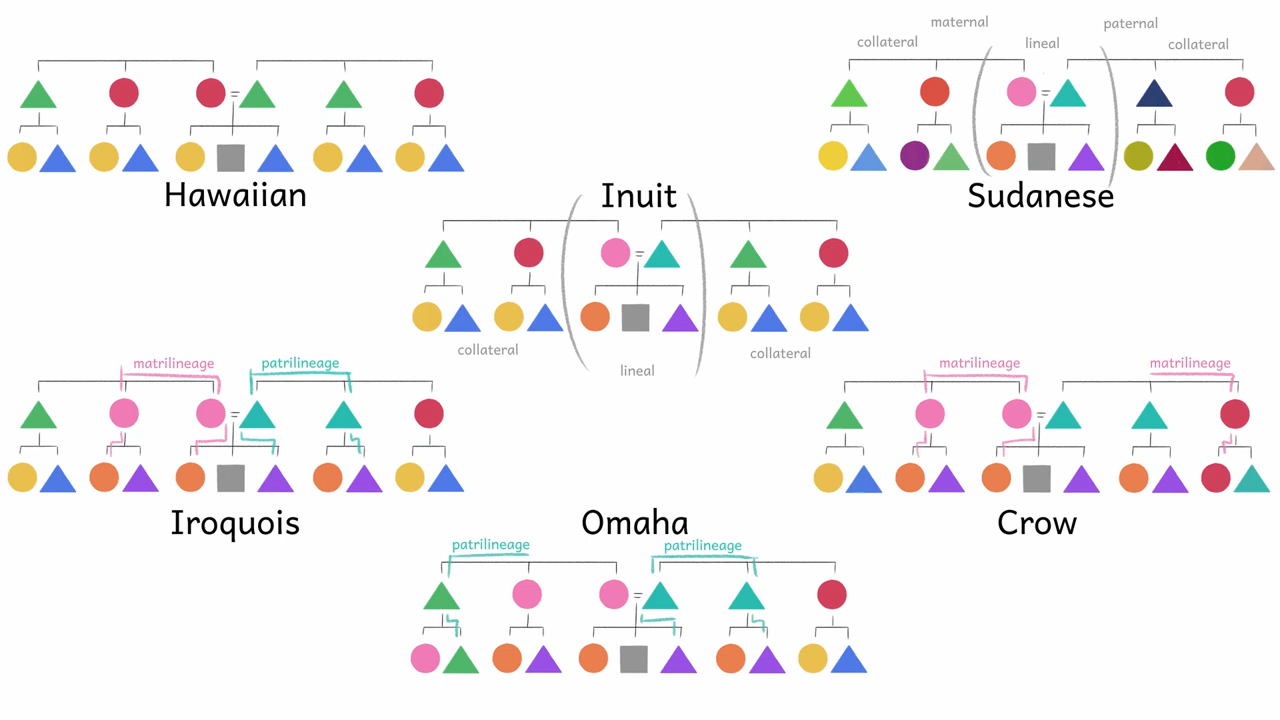 maternal
paternal
collateral
lineal
collateral
Hawaiian
Inuit
Sudanese
collateral
collateral
lineal
matrilineage
patrilineage
matrilineage
matrilineage
Iroquois
Omaha
Crow
patrilineage
patrilineage